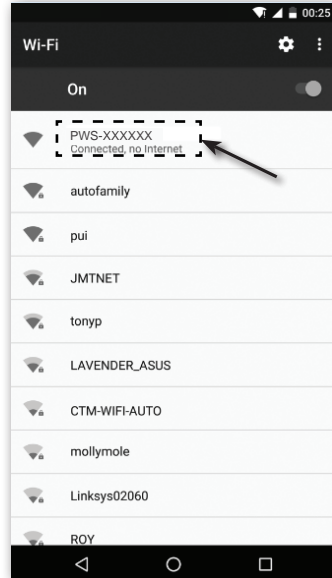 00:25
Wi-Fi
On
PWS-XXXXXX
Connected, no Internet
autofamily
pui
JMTNET
tonyp
LAVENDER_ASUS
CTM-WIFI-AUTO
mollymole
Linksys02060
ROY